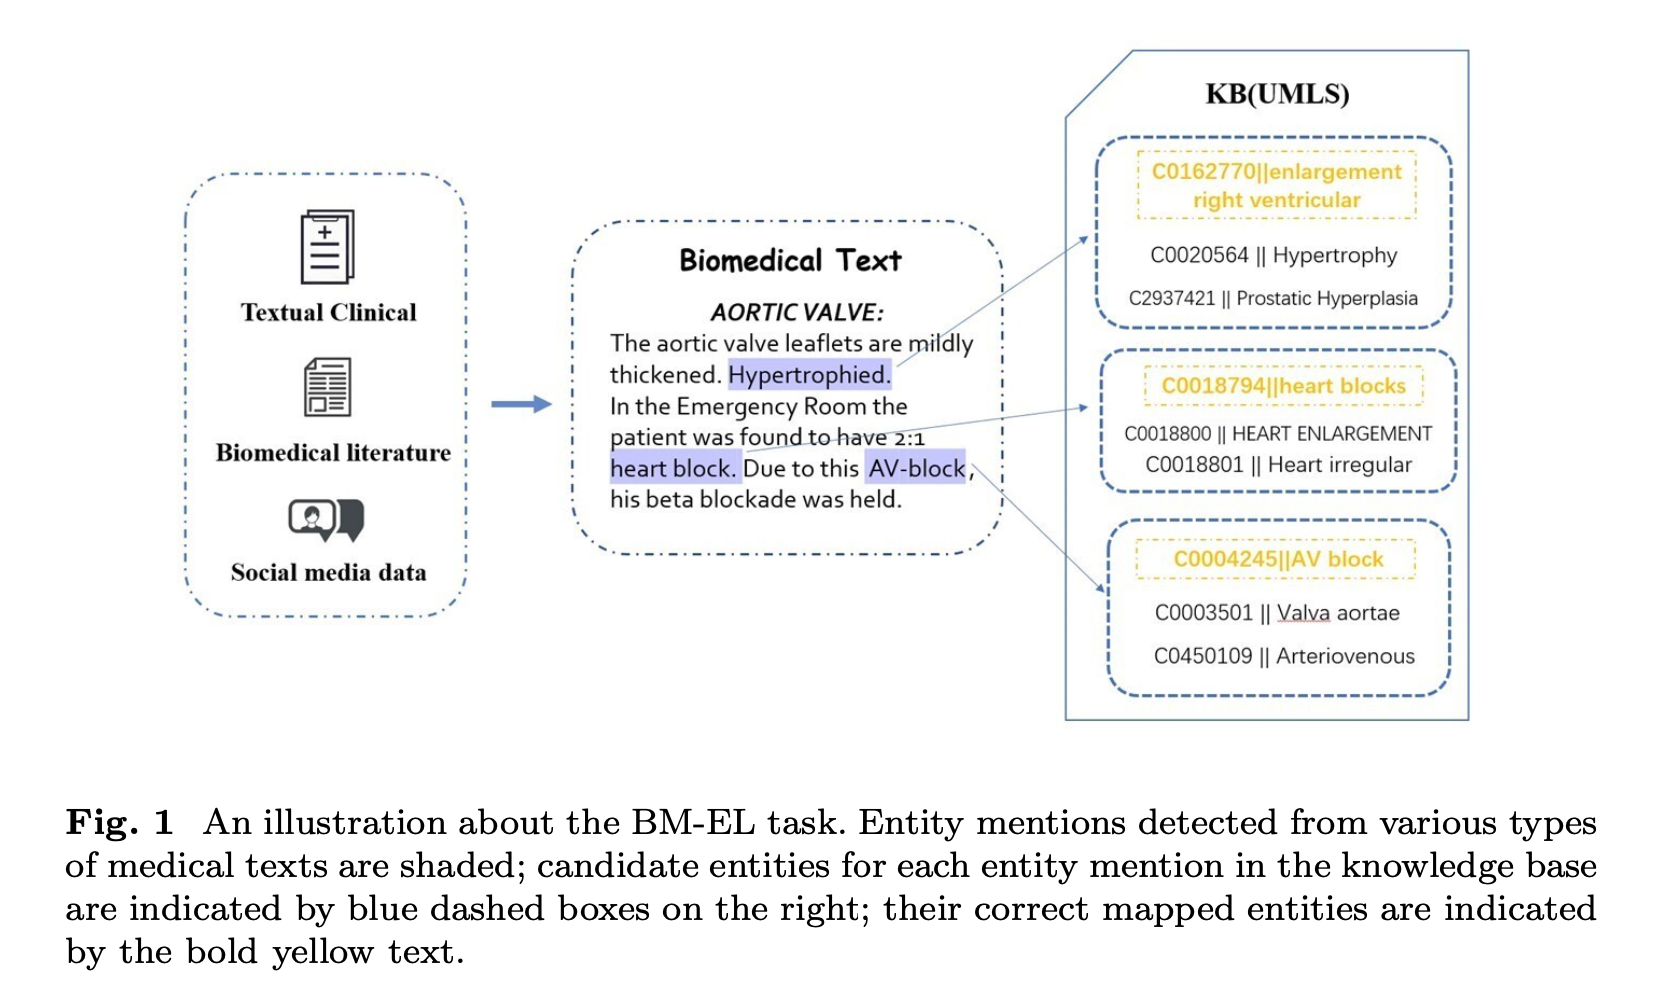 Textual Clinical
Biomedical literature
Social media data
Biomedical Text
AORTIC VALVE:
The aortic valve leaflets are mildly
thickened. Hypertrophied.
In the Emergency Room the
patient was found to have 2:1
heart block. Due to this AV-block,
his beta blockade was held.
KB(UMLS)
C0162770||enlargement
right ventricular
C0020564 || Hypertrophy
C2937421 || Prostatic Hyperplasia
C0018794||heart blocks
C0018800 || HEART ENLARGEMENT
C0018801 || Heart irregular
C0004245||AV block
C0003501 || Valva aortae
C0450109 || Arteriovenous
Fig. 1 An illustration about the BM-EL task. Entity mentions detected from various types
of medical texts are shaded; candidate entities for each entity mention in the knowledge base
are indicated by blue dashed boxes on the right; their correct mapped entities are indicated
by the bold yellow text.